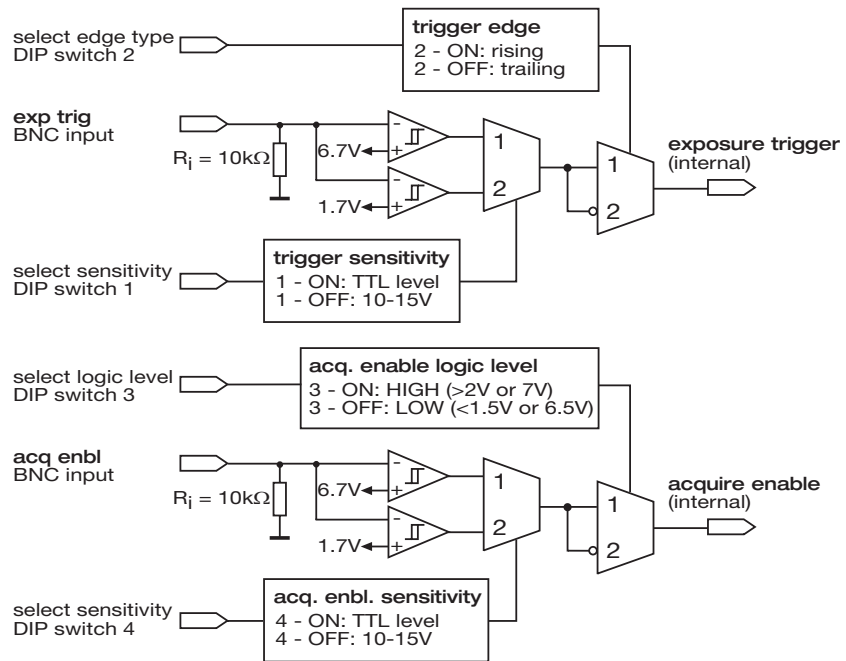 select edge type
DIP switch 2
trigger edge
2 - ON: rising
2 - OFF: trailing
exp trig
BNC input
Ri = 10kΩ
6.7V
-
+
1.7V
-
+
1
2
1
2
exposure trigger
(internal)
select sensitivity
DIP switch 1
trigger sensitivity
1 - ON: TTL level
1 - OFF: 10-15V
select logic level
DIP switch 3
acq. enable logic level
3 - ON: HIGH (>2V or 7V)
3 - OFF: LOW (<1.5V or 6.5V)
acq enbl
BNC input
Ri = 10kΩ
6.7V
-
+
1.7V
-
+
1
2
1
2
acquire enable
(internal)
select sensitivity
DIP switch 4
acq. enbl. sensitivity
4 - ON: TTL level
4 - OFF: 10-15V